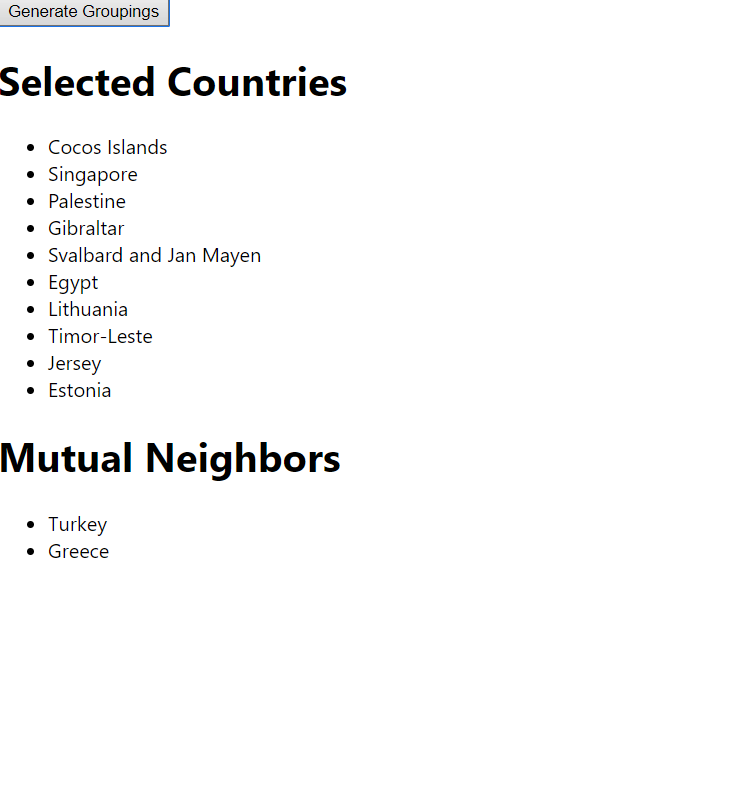 Generate Groupings
Selected Countries
Cocos Islands
Singapore
Palestine
Gibraltar
Svalbard and Jan Mayen
Egypt
Lithuania
Timor-Leste
Jersey
Estonia
Mutual Neighbors
Turkey
Greece